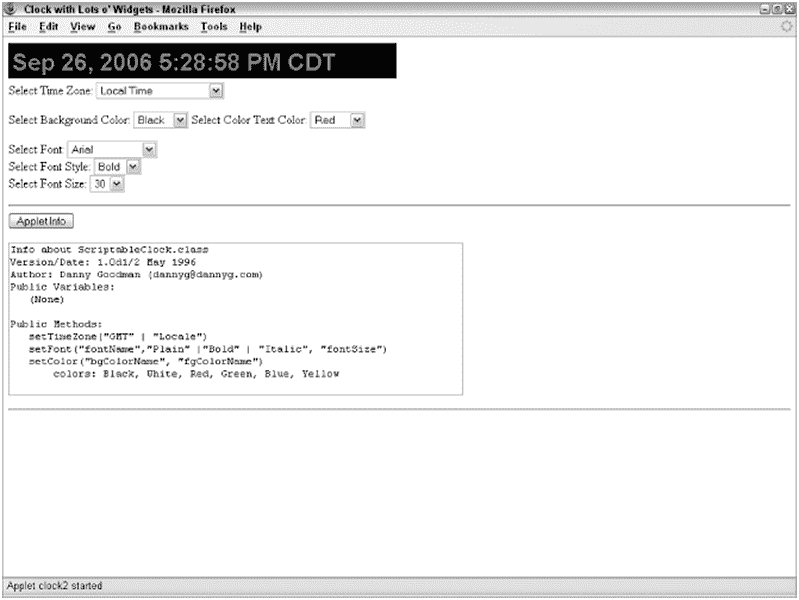 Clock with Lots o' Widgets - Mozilla Firefox
File Edit View Go Bookmarks Tools Help
Sep 26, 2006 5:28:58 PM CDT
Select Time Zone: Local Time
Select Background Color: Black Select Color Text Color: Red
Select Font: Arial
Select Font Style: Bold
Select Font Size: 30
Applet Info
Info about ScriptableClock.class
Version/Date: 1.0d1/2 May 1996
Author: Danny Goodman (dannyg@dannyg.com)
Public Variables:
(None)
Public Methods:
setTimeZone("GMT" | "Locale")
setFont("fontName","Plain" |"Bold" | "Italic", "fontSize")
setColor("bgColorName", "fgColorName")
colors: Black, White, Red, Green, Blue, Yellow
Applet clock2 started